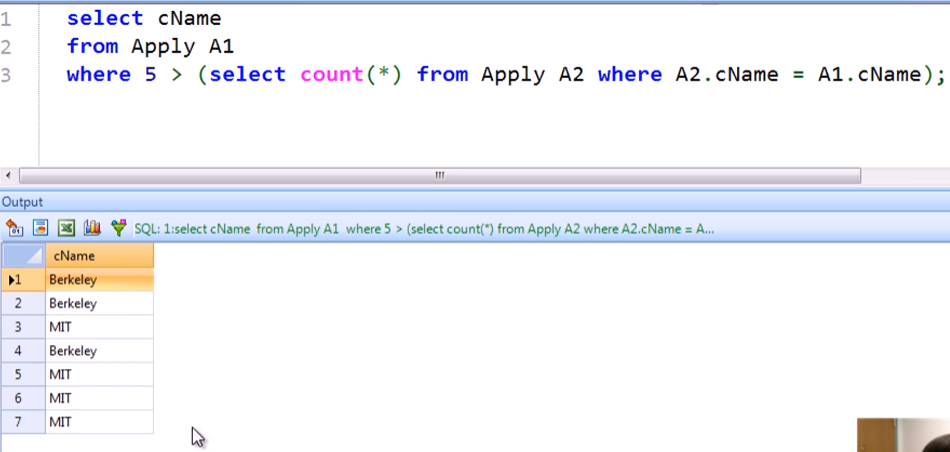 1 select cName
2 from Apply A1
3 where 5 > (select count(*) from Apply A2 where A2.cName = A1.cName);
Output
SQL: 1:select cName from Apply A1 where 5 > (select count(*) from Apply A2 where A2.cName = A...
cName
1 Berkeley
2 Berkeley
3 MIT
4 Berkeley
5 MIT
6 MIT
7 MIT